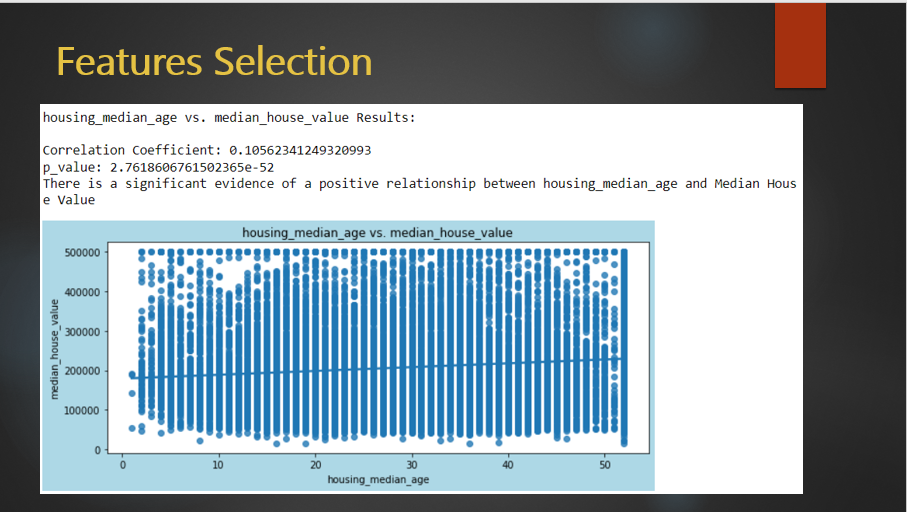 Features Selection
housing_median_age vs. median_house_value Results:
Correlation Coefficient: 0.10562341249320993
p_value: 2.7618606761502365e-52
There is a significant evidence of a positive relationship between housing_median_age and Median Hous
e Value
housing_median_age vs. median_house_value
500000
400000
300000
200000
100000
0
median_house_value
0 10 20 30 40 50
housing_median_age